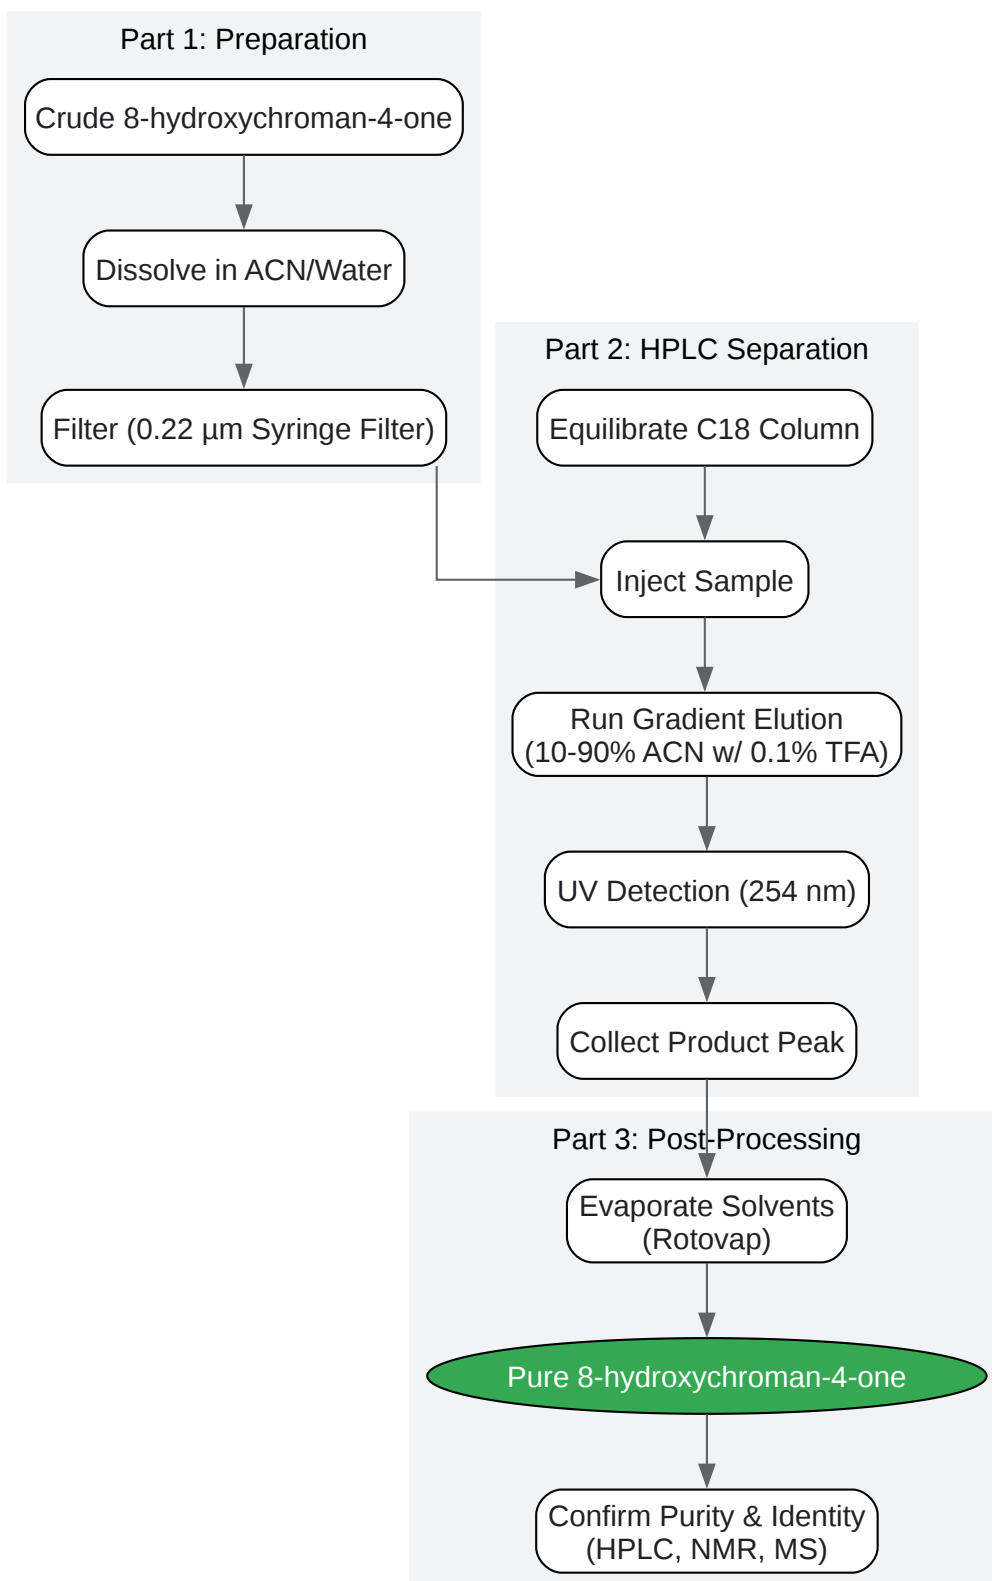 Part 1: Preparation
Crude 8-hydroxychroman-4-one
Dissolve in ACN/Water
Filter (0.22 µm Syringe Filter)
Part 2: HPLC Separation
Equilibrate C18 Column
Inject Sample
Run Gradient Elution
(10-90% ACN w/ 0.1% TFA)
UV Detection (254 nm)
Collect Product Peak
Part 3: Post-Processing
Evaporate Solvents
(Rotovap)
Pure 8-hydroxychroman-4-one
Confirm Purity & Identity
(HPLC, NMR, MS)